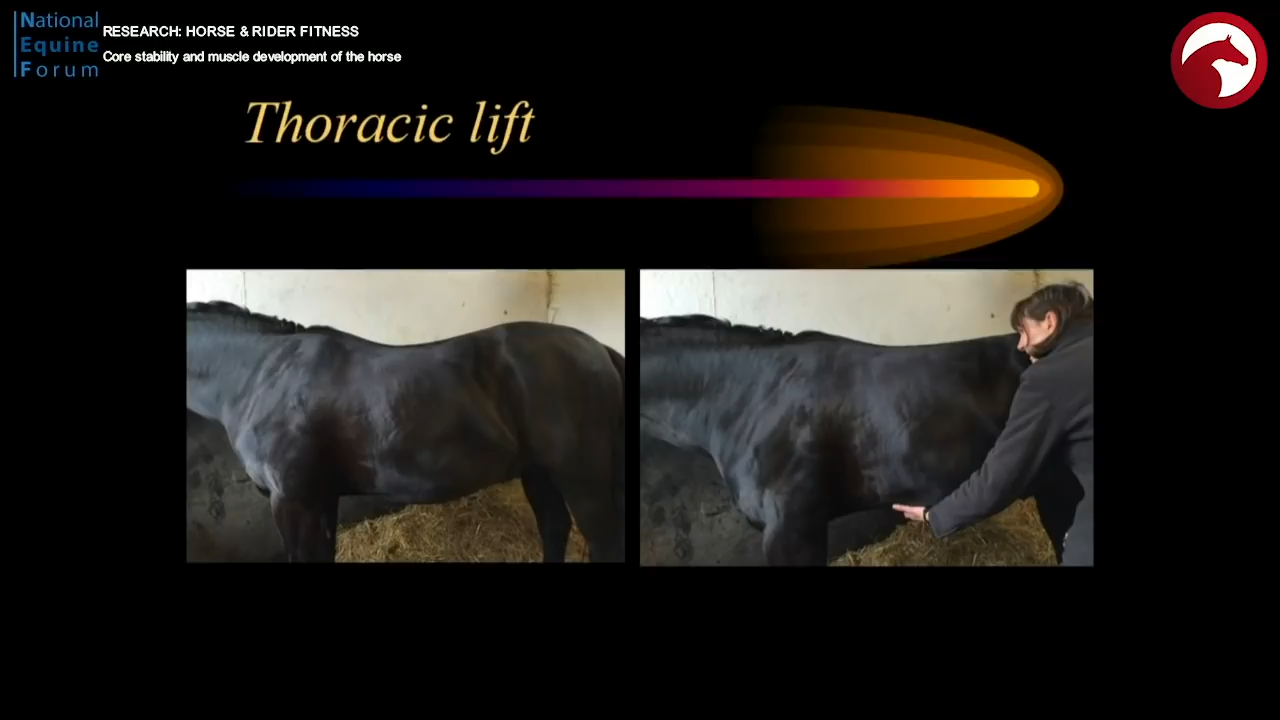 National
Equine
Forum
RESEARCH: HORSE & RIDER FITNESS
Core stability and muscle development of the horse
Thoracic lift